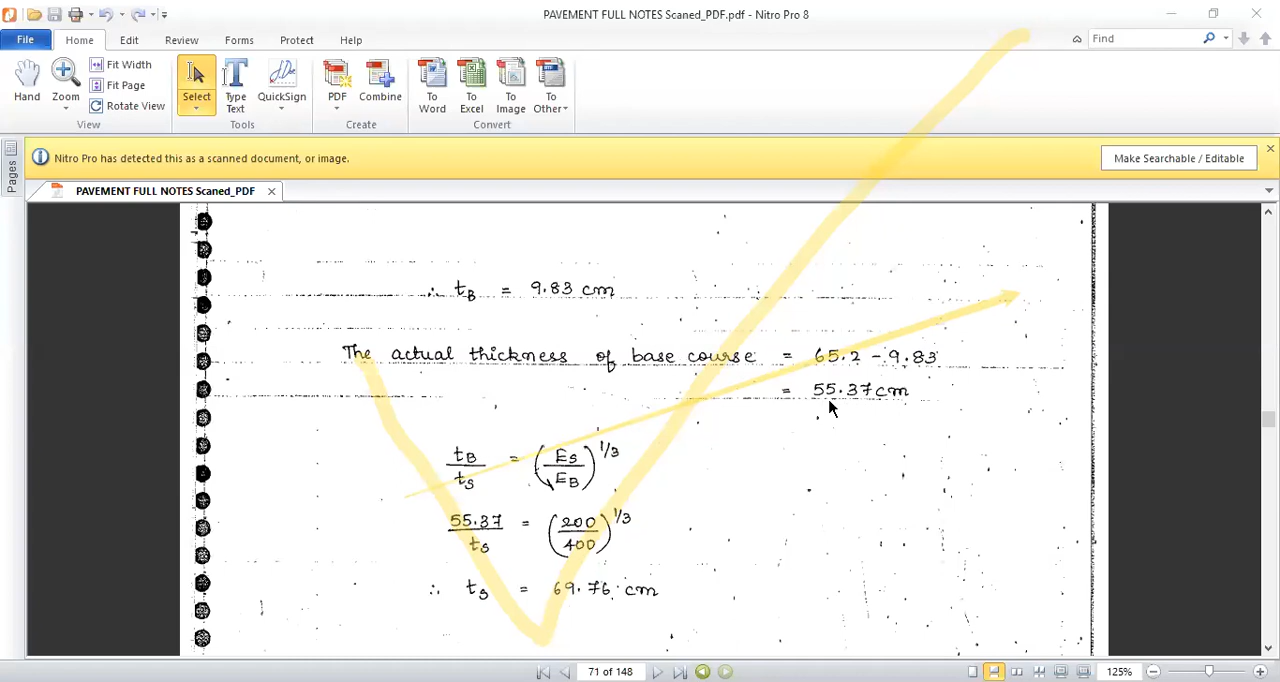 PAVEMENT FULL NOTES Scaned_PDF.pdf - Nitro Pro 8
File Home Edit Review Forms Protect Help
Find
Hand
Zoom
Fit Width
Fit Page
Rotate View
View
Select
Type Text
QuickSign
Tools
PDF
Combine
Create
To Word
To Excel
To Image
To Other
Convert
Nitro Pro has detected this as a scanned document, or image.
Make Searchable / Editable
Pages
PAVEMENT FULL NOTES Scaned_PDF
∴ tB = 9.83 cm
The actual thickness of base course = 65.2 - 9.83
= 55.37 cm
tB/tS = (ES/EB)^1/3
55.37/tS = (200/400)^1/3
∴ tS = 69.76 cm
71 of 148
125%